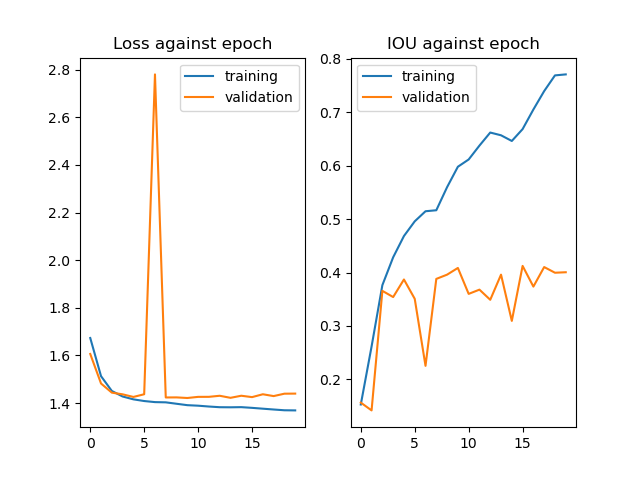 Loss against epoch
training
validation
2.8
2.6
2.4
2.2
2.0
1.8
1.6
1.4
0 5 10 15
IOU against epoch
training
validation
0.8
0.7
0.6
0.5
0.4
0.3
0.2
0 5 10 15